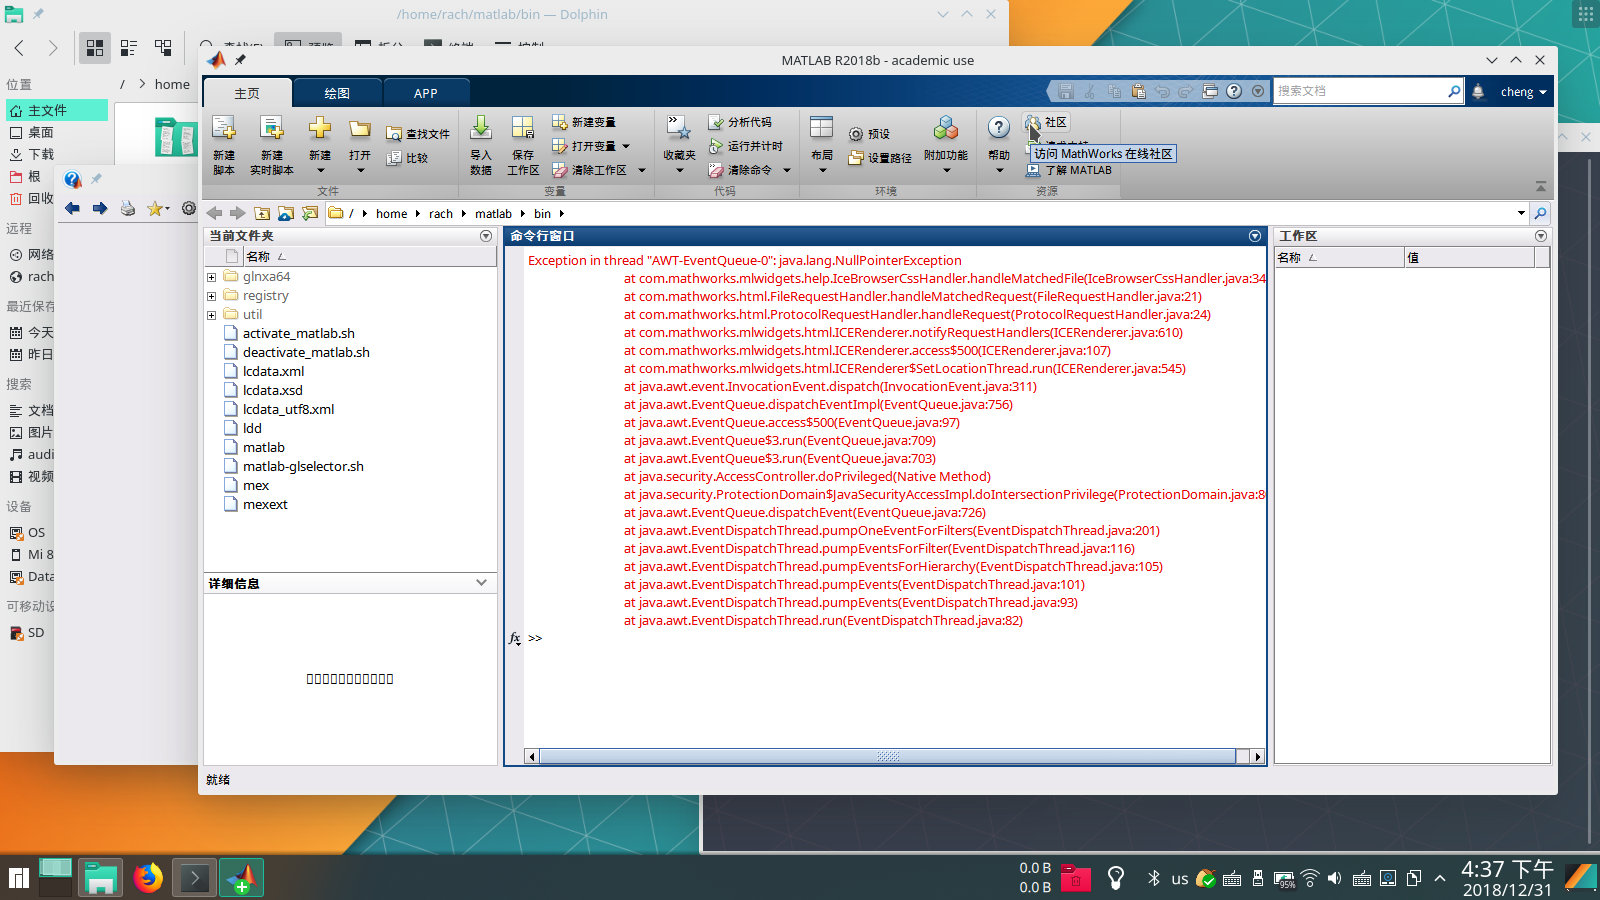 /home/rach/matlab/bin — Dolphin
位置
/ > home
主文件
桌面
下载
根
回收
远程
网络
rach
最近保存
今天
昨日
搜索
文档
图片
audi
视频
设备
OS
Mi 8
Data
可移动设
SD
MATLAB R2018b - academic use
主页 绘图 APP
搜索文档
cheng
新建
脚本
新建
实时脚本
新建
打开
查找文件
比较
文件
导入
数据
保存
工作区
新建变量
打开变量
清除工作区
变量
收藏夹
分析代码
运行并计时
清除命令
代码
布局
预设
设置路径
附加功能
环境
帮助
社区
访问 MathWorks 在线社区
了解 MATLAB
资源
/ home rach matlab bin
当前文件夹
名称
glnxa64
registry
util
activate_matlab.sh
deactivate_matlab.sh
lcdata.xml
lcdata.xsd
lcdata_utf8.xml
ldd
matlab
matlab-glselector.sh
mex
mexext
详细信息
就绪
命令行窗口
Exception in thread "AWT-EventQueue-0": java.lang.NullPointerException
at com.mathworks.mlwidgets.help.IceBrowserCssHandler.handleMatchedFile(IceBrowserCssHandler.java:34
at com.mathworks.html.FileRequestHandler.handleMatchedRequest(FileRequestHandler.java:21)
at com.mathworks.html.ProtocolRequestHandler.handleRequest(ProtocolRequestHandler.java:24)
at com.mathworks.mlwidgets.html.ICERenderer.notifyRequestHandlers(ICERenderer.java:610)
at com.mathworks.mlwidgets.html.ICERenderer.access$500(ICERenderer.java:107)
at com.mathworks.mlwidgets.html.ICERenderer$SetLocationThread.run(ICERenderer.java:545)
at java.awt.event.InvocationEvent.dispatch(InvocationEvent.java:311)
at java.awt.EventQueue.dispatchEventImpl(EventQueue.java:756)
at java.awt.EventQueue.access$500(EventQueue.java:97)
at java.awt.EventQueue$3.run(EventQueue.java:709)
at java.awt.EventQueue$3.run(EventQueue.java:703)
at java.security.AccessController.doPrivileged(Native Method)
at java.security.ProtectionDomain$JavaSecurityAccessImpl.doIntersectionPrivilege(ProtectionDomain.java:8
at java.awt.EventQueue.dispatchEvent(EventQueue.java:726)
at java.awt.EventDispatchThread.pumpOneEventForFilters(EventDispatchThread.java:201)
at java.awt.EventDispatchThread.pumpEventsForFilter(EventDispatchThread.java:116)
at java.awt.EventDispatchThread.pumpEventsForHierarchy(EventDispatchThread.java:105)
at java.awt.EventDispatchThread.pumpEvents(EventDispatchThread.java:101)
at java.awt.EventDispatchThread.pumpEvents(EventDispatchThread.java:93)
at java.awt.EventDispatchThread.run(EventDispatchThread.java:82)
fx >>
工作区
名称 值
0.0 B
0.0 B
us
95%
4:37 下午
2018/12/31